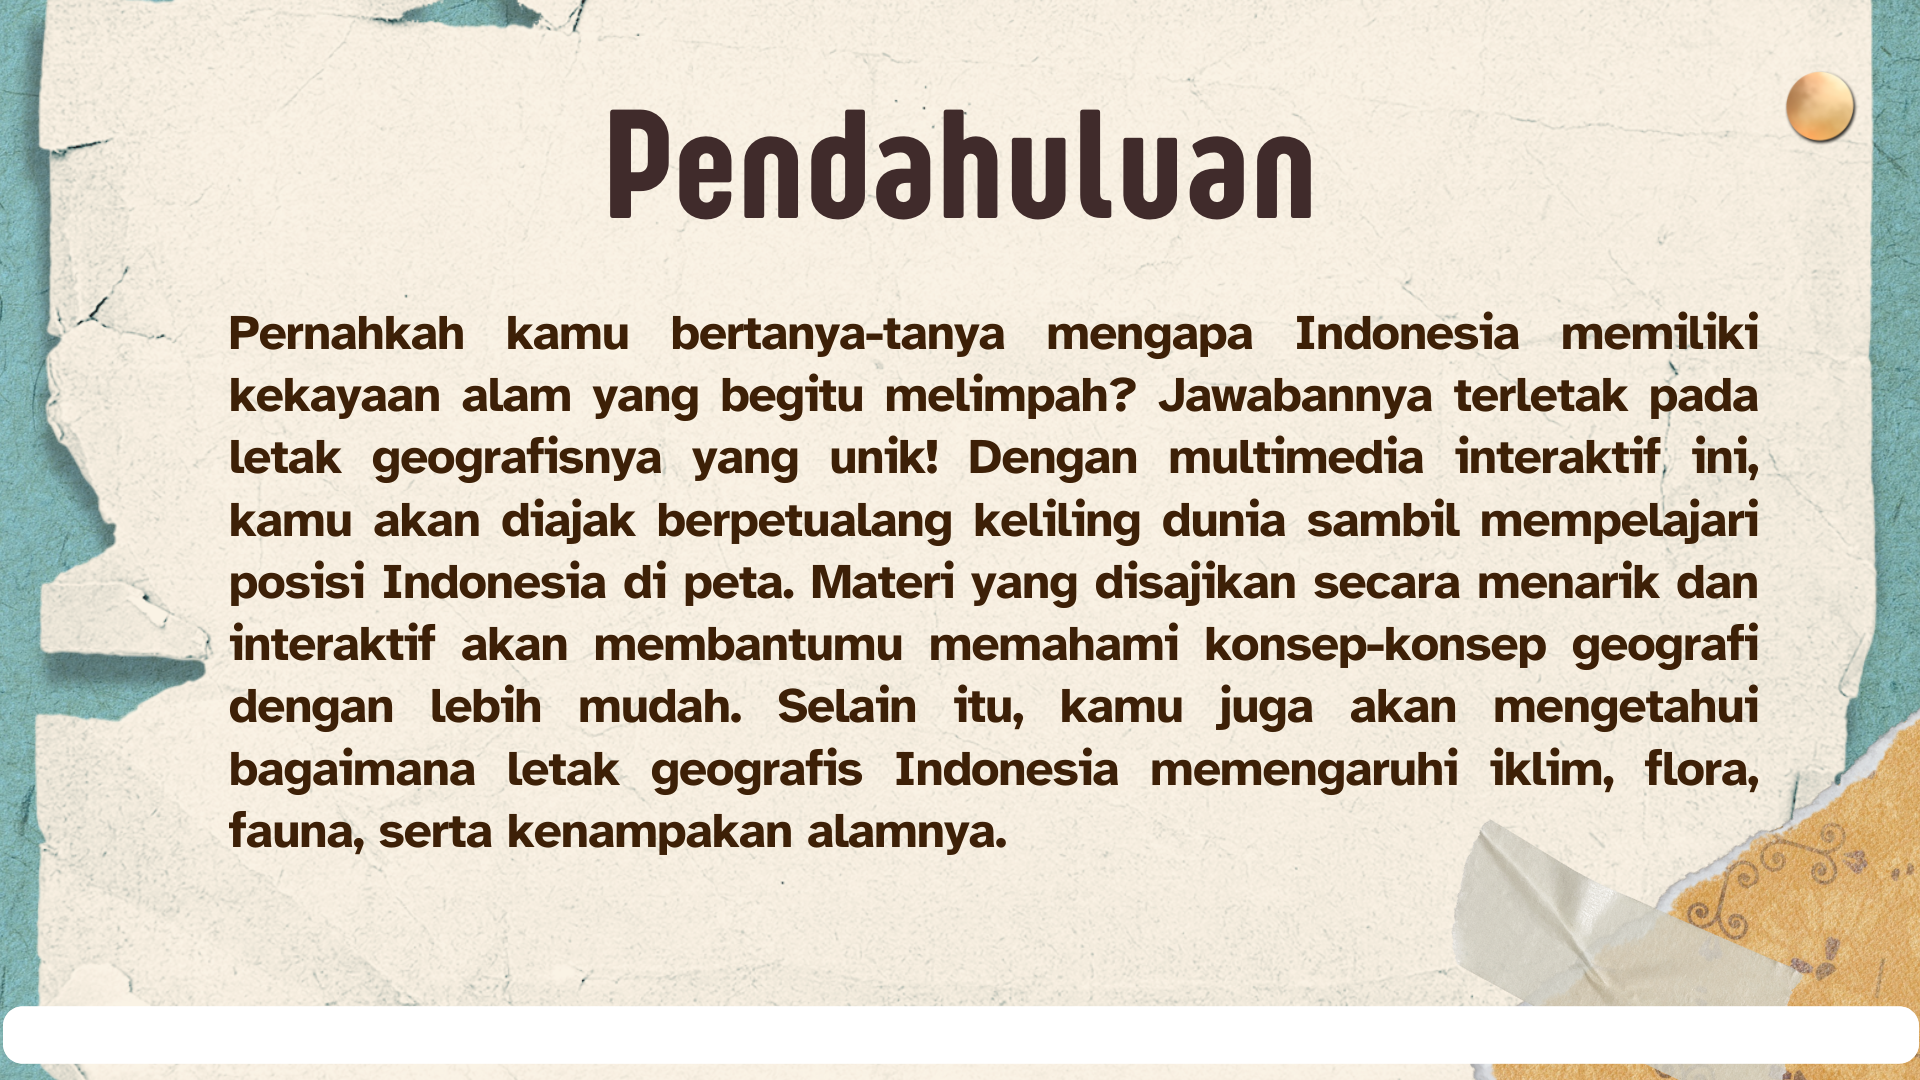 Pendahuluan
Pernahkah kamu bertanya-tanya mengapa Indonesia memiliki
kekayaan alam yang begitu melimpah? Jawabannya terletak pada
letak geografisnya yang unik! Dengan multimedia interaktif ini,
kamu akan diajak berpetualang keliling dunia sambil mempelajari
posisi Indonesia di peta. Materi yang disajikan secara menarik dan
interaktif akan membantumu memahami konsep-konsep geografi
dengan lebih mudah. Selain itu, kamu juga akan mengetahui
bagaimana letak geografis Indonesia memengaruhi iklim, flora,
fauna, serta kenampakan alamnya.